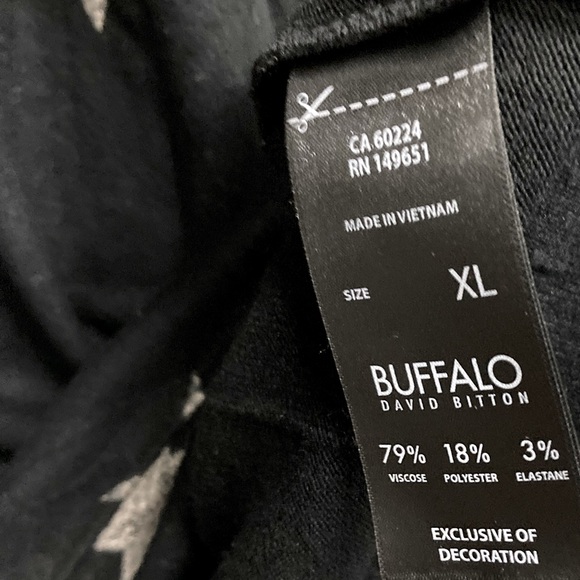 CA 60224
RN 149651
MADE IN VIETNAM
SIZE XL
BUFFALO
DAVID BITTON
79% 18% 3%
VISCOSE POLYESTER ELASTANE
EXCLUSIVE OF
DECORATION